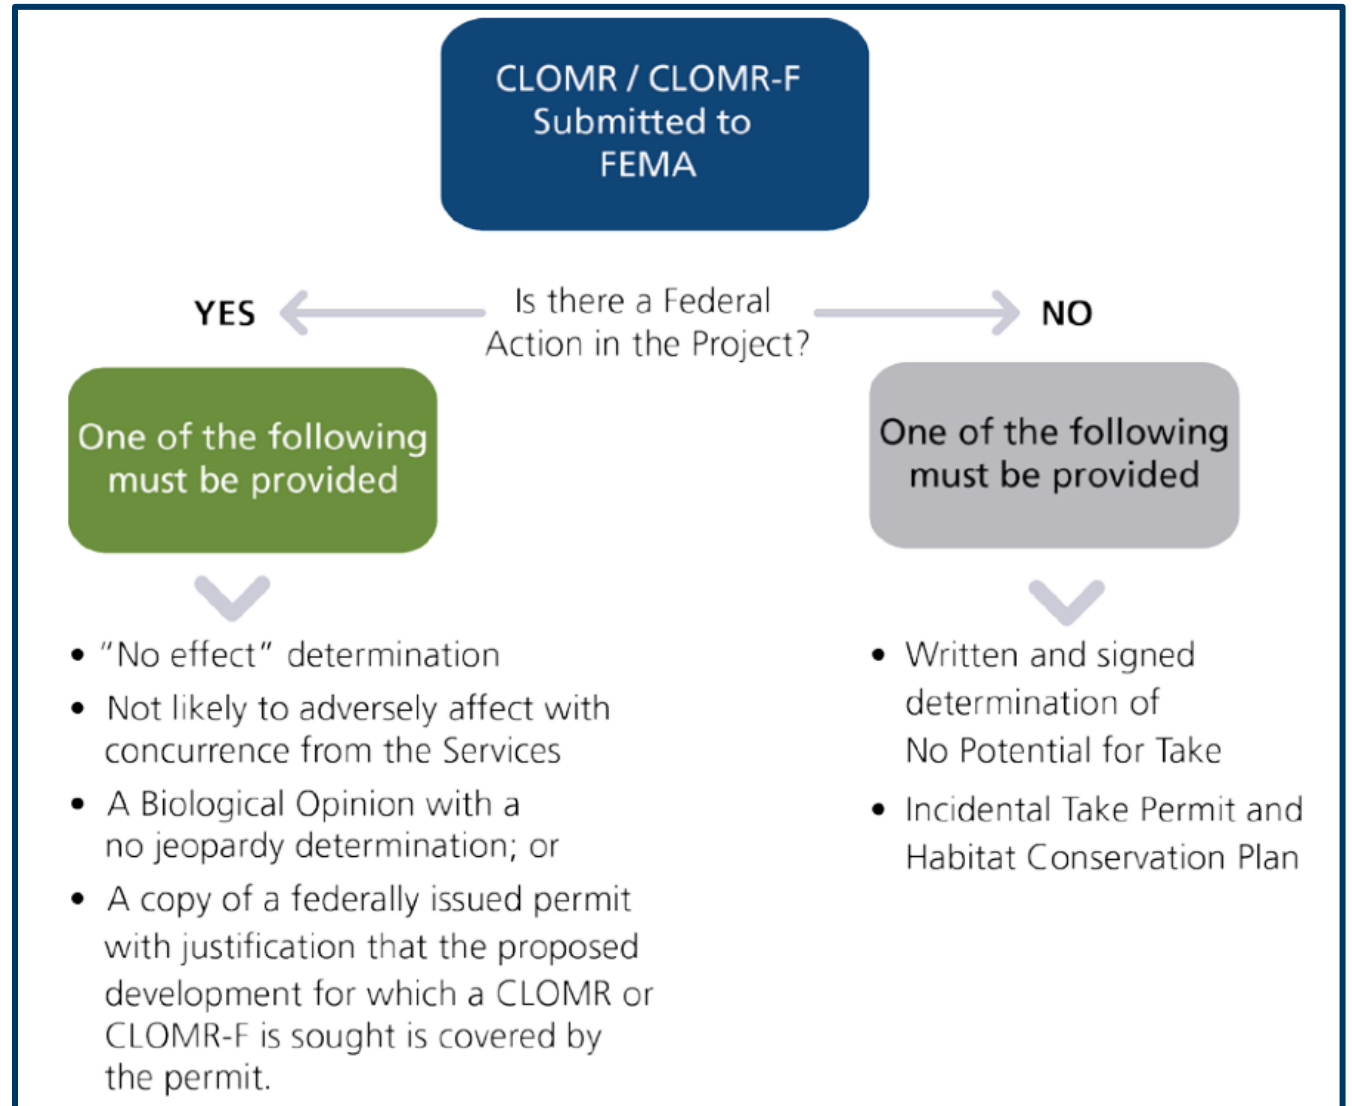 CLOMR / CLOMR-F
Submitted to
FEMA
Is there a Federal
Action in the Project?
YES
NO
One of the following
must be provided
• “No effect” determination
• Not likely to adversely affect with
concurrence from the Services
• A Biological Opinion with a
no jeopardy determination; or
• A copy of a federally issued permit
with justification that the proposed
development for which a CLOMR or
CLOMR-F is sought is covered by
the permit.
One of the following
must be provided
• Written and signed
determination of
No Potential for Take
• Incidental Take Permit and
Habitat Conservation Plan